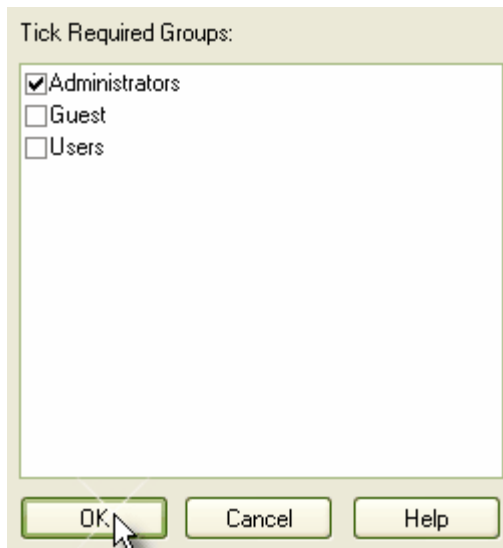 Tick Required Groups:
Administrators
Guest
Users
OK Cancel Help